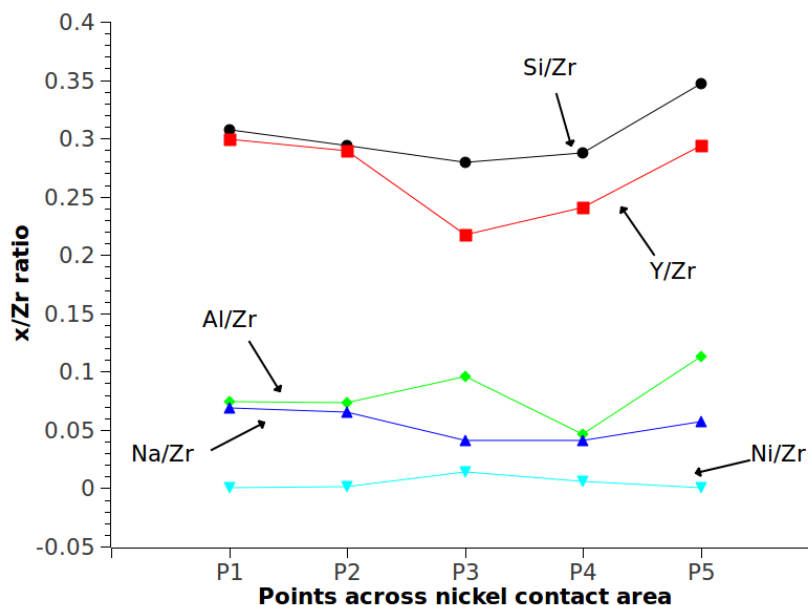 0.4
Si/Zr
0.35
0.3
0.25
Y/Zr
0.2
x/Zr ratio
0.15
Al/Zr
0.1
0.05
Na/Zr
Ni/Zr
0
-0.05
P1 P2 P3 P4 P5
Points across nickel contact area